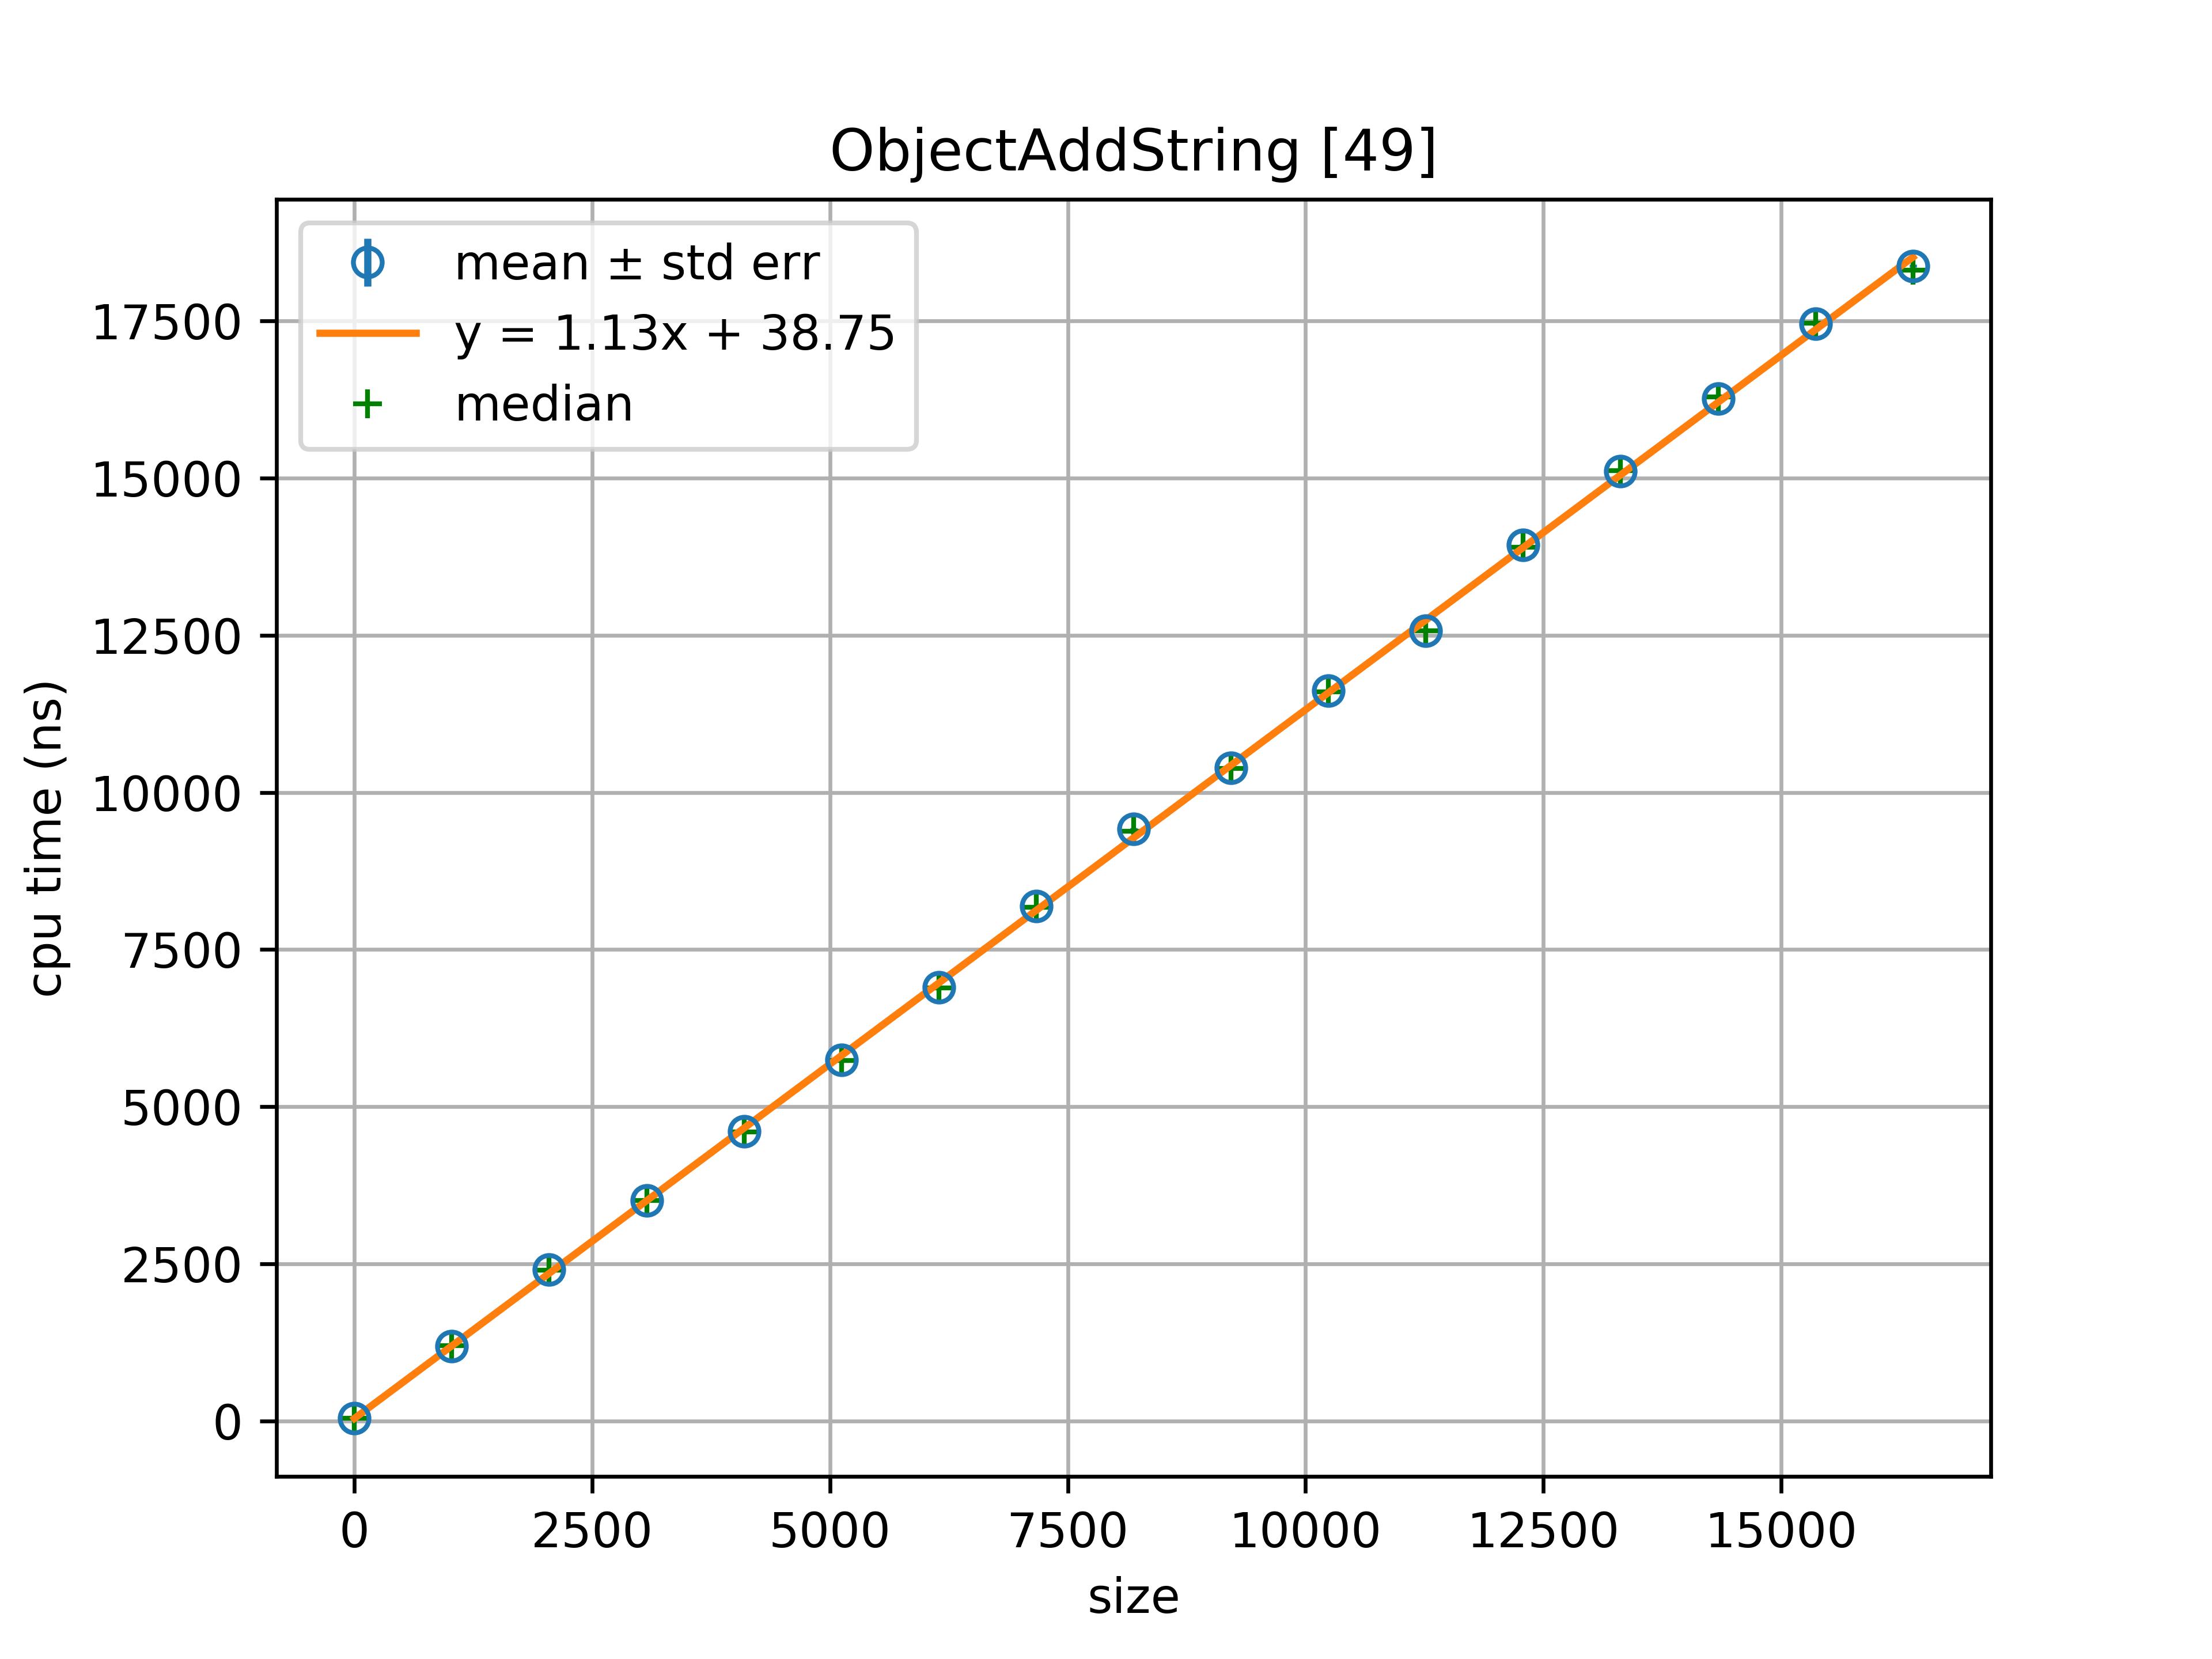 ObjectAddString [49]
mean ± std err
y = 1.13x + 38.75
median
cpu time (ns)
17500
15000
12500
10000
7500
5000
2500
0
0 2500 5000 7500 10000 12500 15000
size